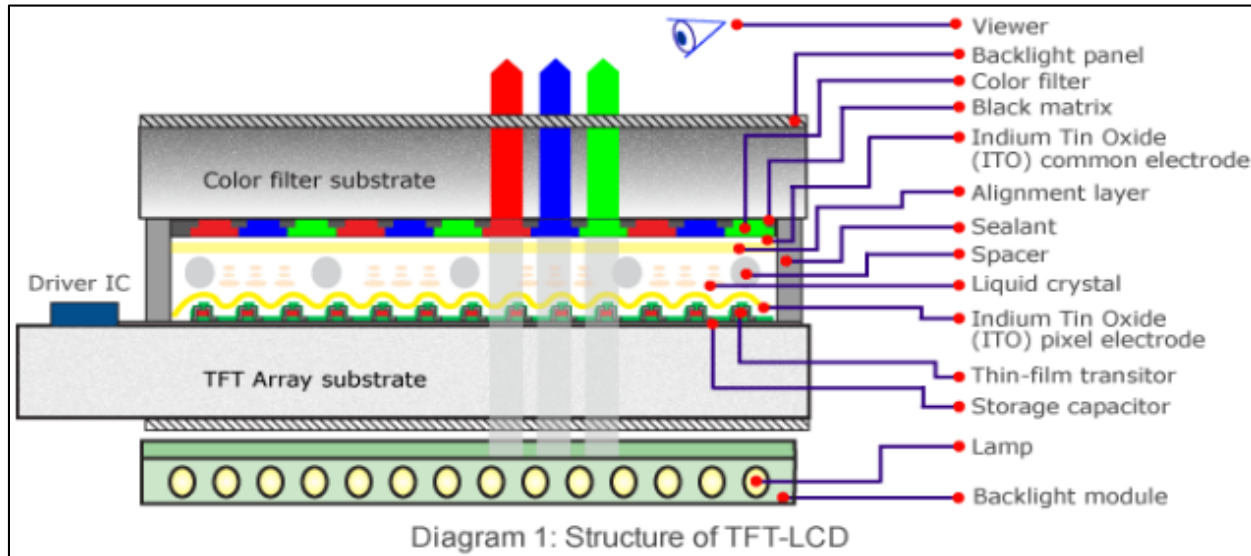 Viewer
Backlight panel
Color filter
Black matrix
Indium Tin Oxide
(ITO) common electrode
Alignment layer
Sealant
Spacer
Liquid crystal
Indium Tin Oxide
(ITO) pixel electrode
Thin-film transitor
Storage capacitor
Lamp
Backlight module
Color filter substrate
Driver IC
TFT Array substrate
Diagram 1: Structure of TFT-LCD